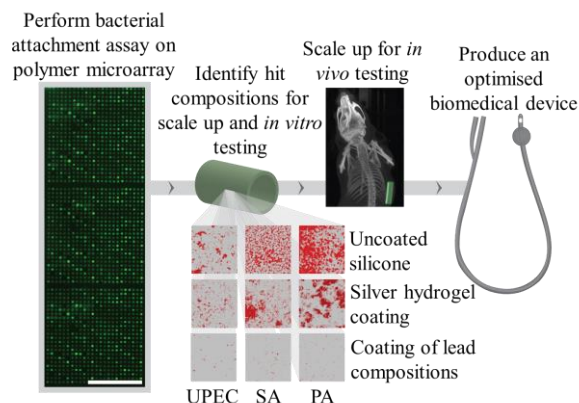 Perform bacterial
attachment assay on
polymer microarray
Identify hit
compositions for
scale up and in vitro
testing
Scale up for in
vivo testing
Produce an
optimised
biomedical device
Uncoated
silicone
Silver hydrogel
coating
Coating of lead
compositions
UPEC SA PA